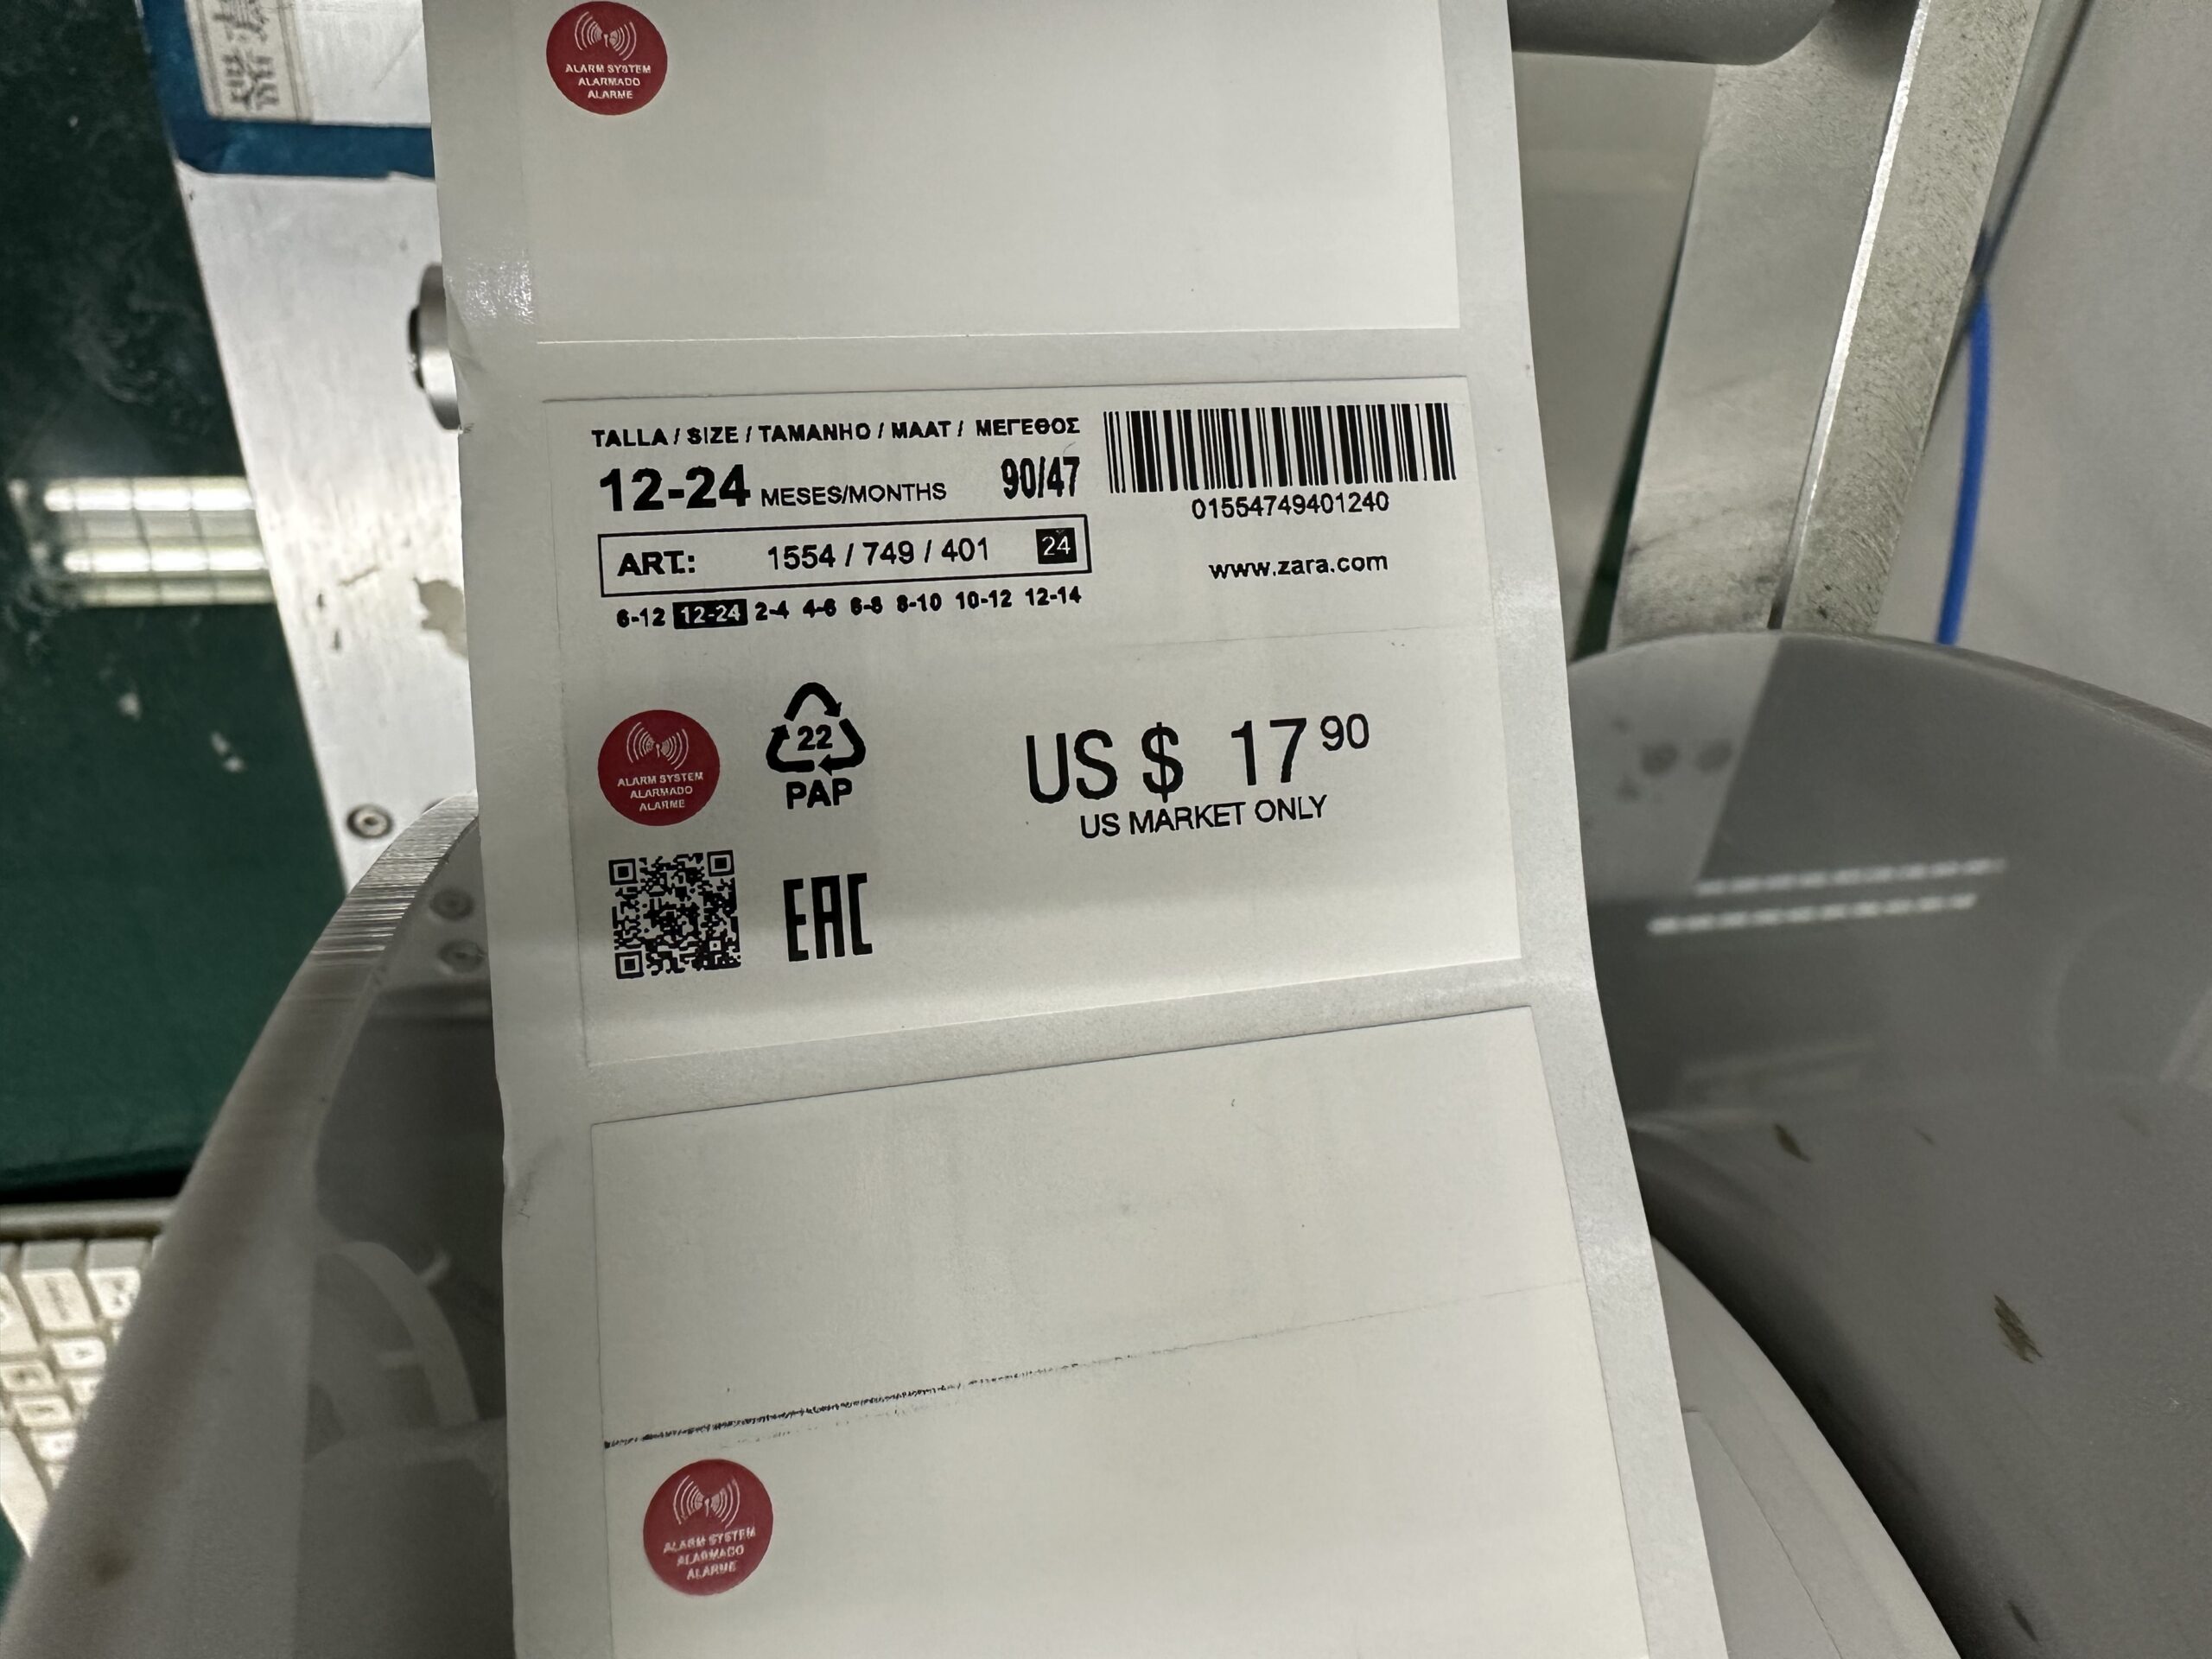 ALARM SYSTEM
ALARMADO
ALARME
TALLA / SIZE / TAMANHO / MAAT / ΜΕΓΕΘΟΣ
12-24 MESES/MONTHS 90/47
01554749401240
ART.: 1554 / 749 / 401 24
www.zara.com
6-12 12-24 2-4 4-6 6-8 8-10 10-12 12-14
22
PAP
US $ 17 90
US MARKET ONLY
ALARM SYSTEM
ALARMADO
ALARME
EAC
ALARM SYSTEM
ALARMADO
ALARME